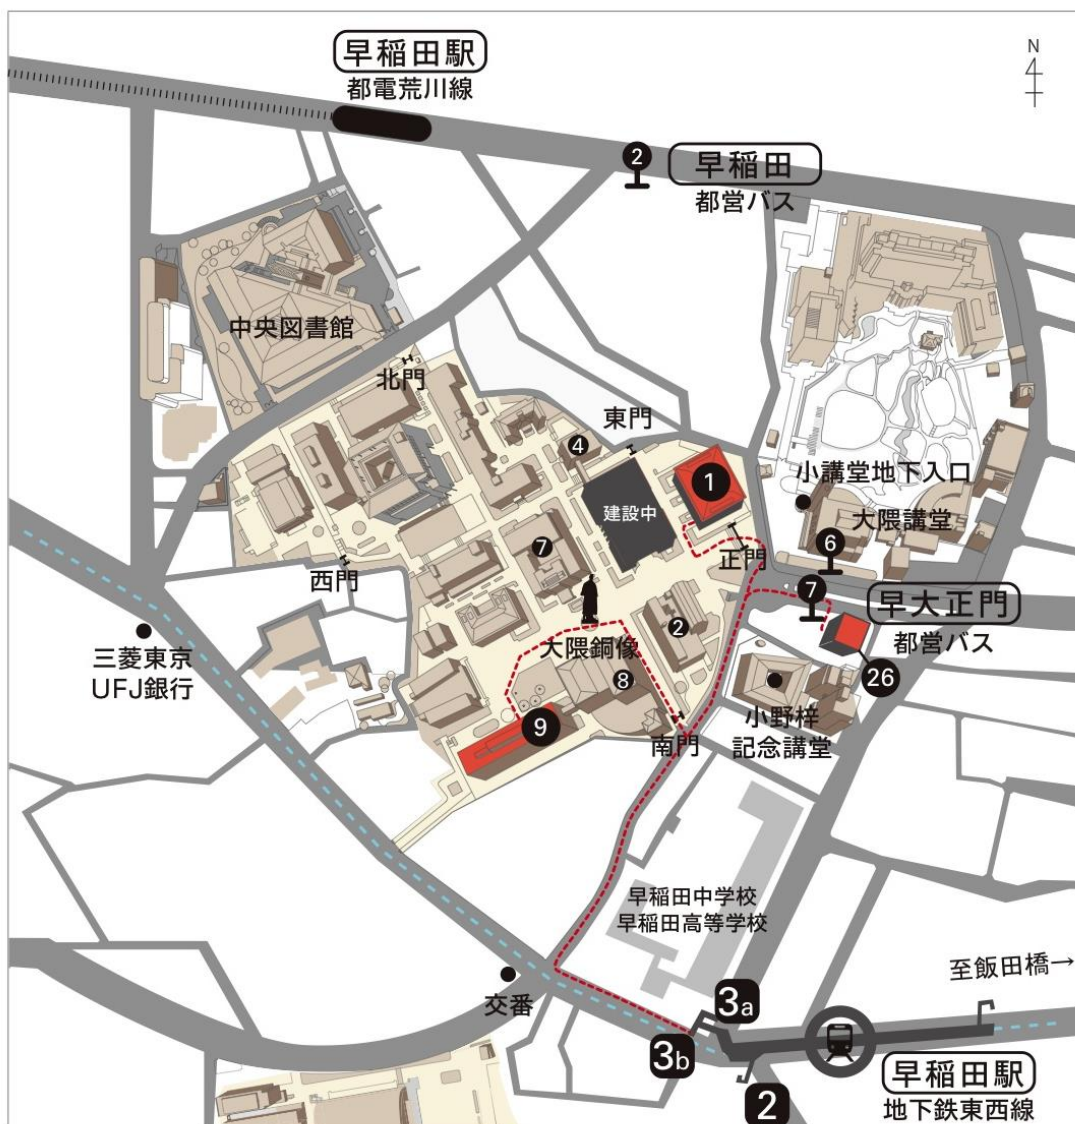 早稲田駅
都電荒川線
N
2
早稲田
都営バス
中央図書館
北門
東門
4
1
小講堂地下入口
建設中
大隈講堂
正門
6
7
西門
7
早大正門
都営バス
三菱東京
UFJ銀行
大隈銅像
2
26
8
9
南門
小野梓
記念講堂
早稲田中学校
早稲田高等学校
至飯田橋→
交番
3a
3b
早稲田駅
地下鉄東西線
2